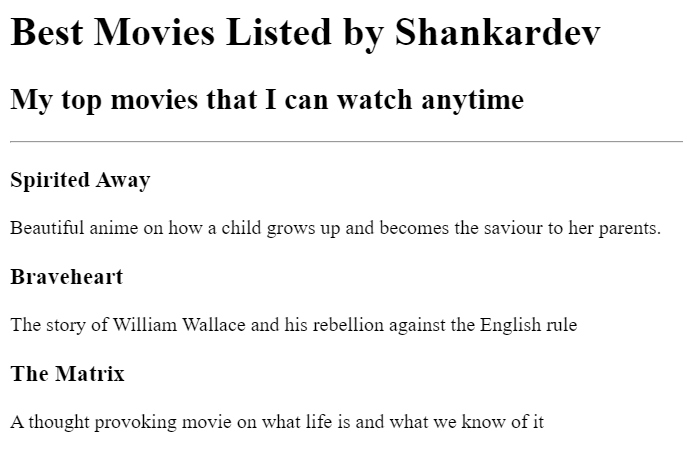 Best Movies Listed by Shankardev
My top movies that I can watch anytime
Spirited Away
Beautiful anime on how a child grows up and becomes the saviour to her parents.
Braveheart
The story of William Wallace and his rebellion against the English rule
The Matrix
A thought provoking movie on what life is and what we know of it